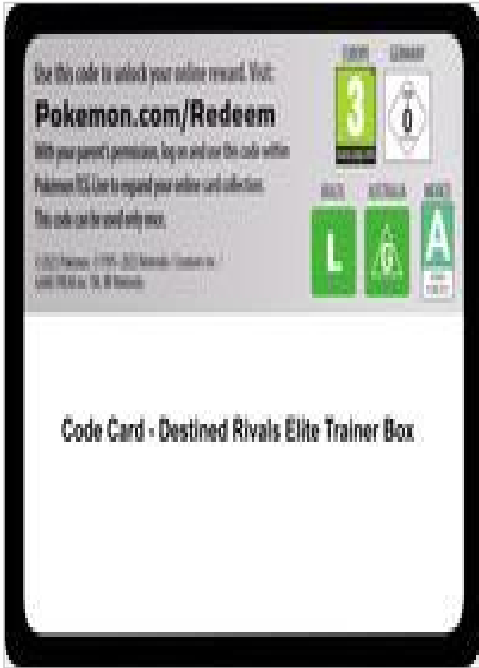 Use this code to unlock your online reward. Visit:
Pokemon.com/Redeem
With your parent's permission, log on and use this code within
Pokémon TCG Live to expand your online card collection.
This code can be used only once.
EUROPE GERMANY
3
0
BRAZIL AUSTRALIA MEXICO
L
G
A
Code Card - Destined Rivals Elite Trainer Box